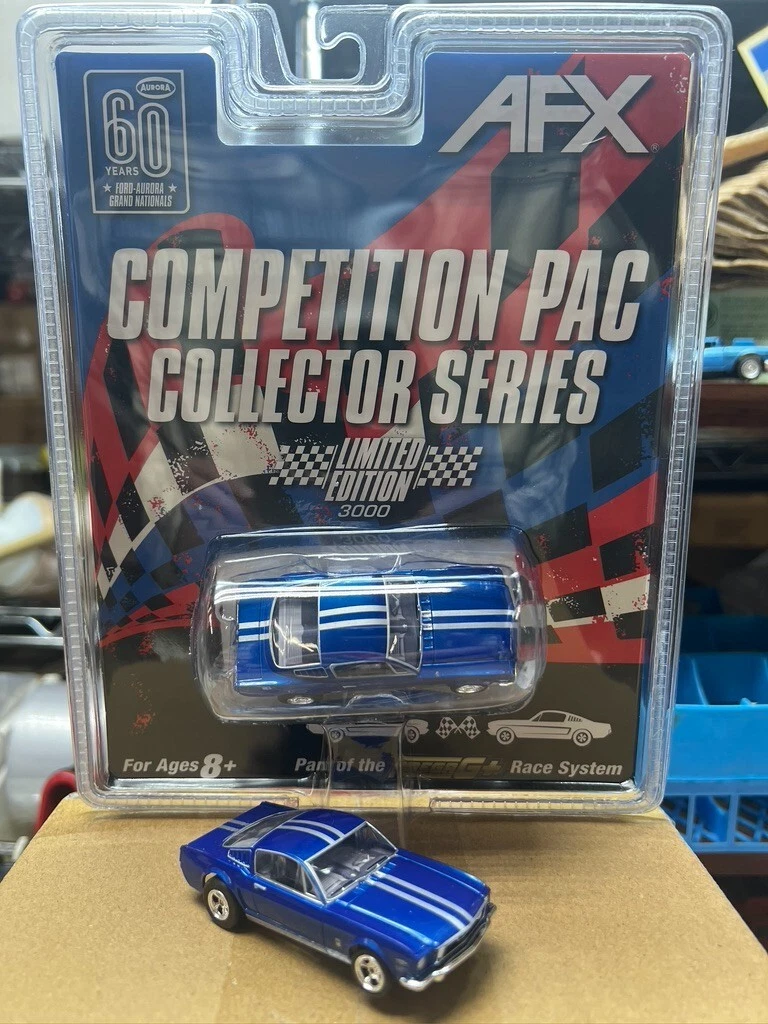 AURORA
60
YEARS
FORD-AURORA
GRAND NATIONALS
AFX
COMPETITION PAC
COLLECTOR SERIES
LIMITED
EDITION
3000
For Ages 8+
Part of the G+ Race System